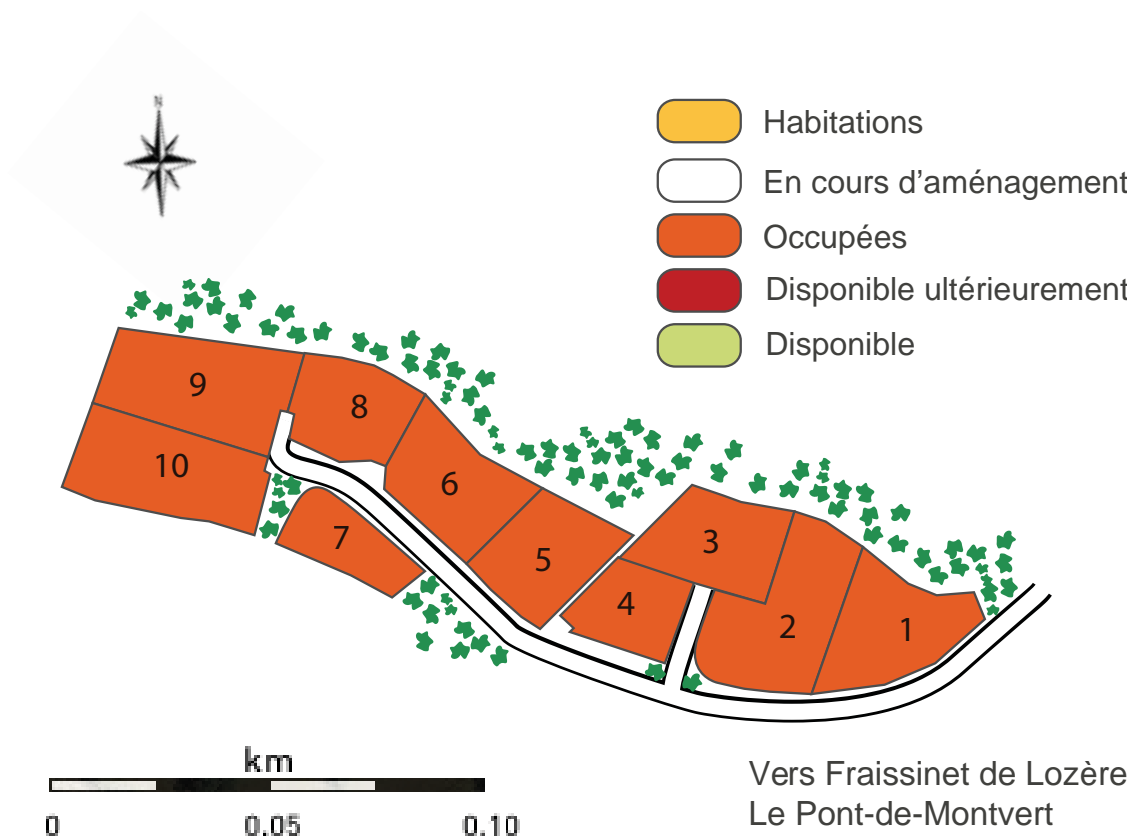 N
Habitations
En cours d'aménagement
Occupées
Disponible ultérieurement
Disponible
9
8
10
6
3
7
5
4
2
1
km
0 0.05 0.10
Vers Fraissinet de Lozère
Le Pont-de-Montvert